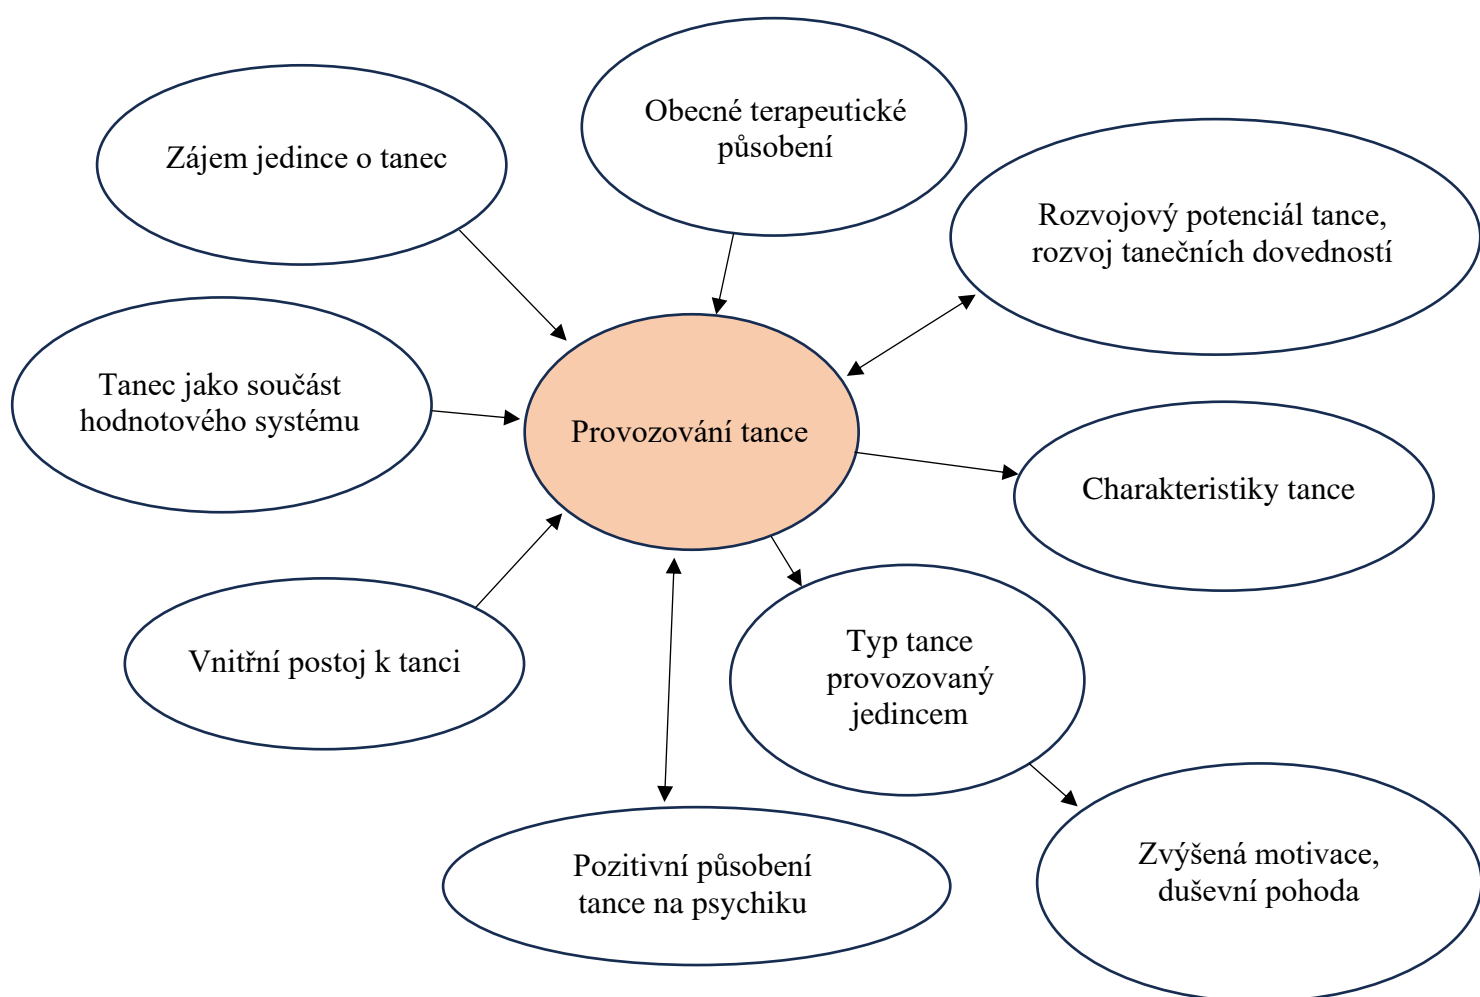 Obecné terapeutické
působení
Zájem jedince o tanec
Rozvojový potenciál tance,
rozvoj tanečních dovedností
Tanec jako součást
hodnotového systému
Provozování tance
Charakteristiky tance
Vnitřní postoj k tanci
Typ tance
provozovaný
jedincem
Pozitivní působení
tance na psychiku
Zvýšená motivace,
duševní pohoda